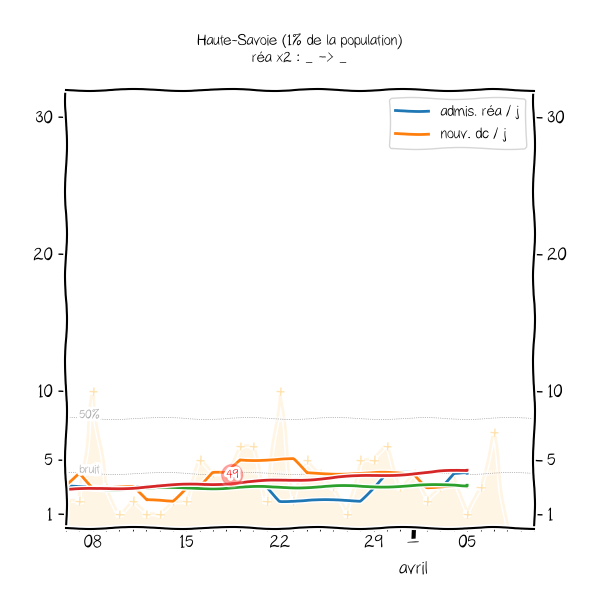 Haute-Savoie (1% de la population)
réa x2 : _ -> _
admis. réa / j
nouv. dc / j
30
30
20
20
10
10
50%
5
5
bruit
49
1
1
08
15
22
29
05
avril